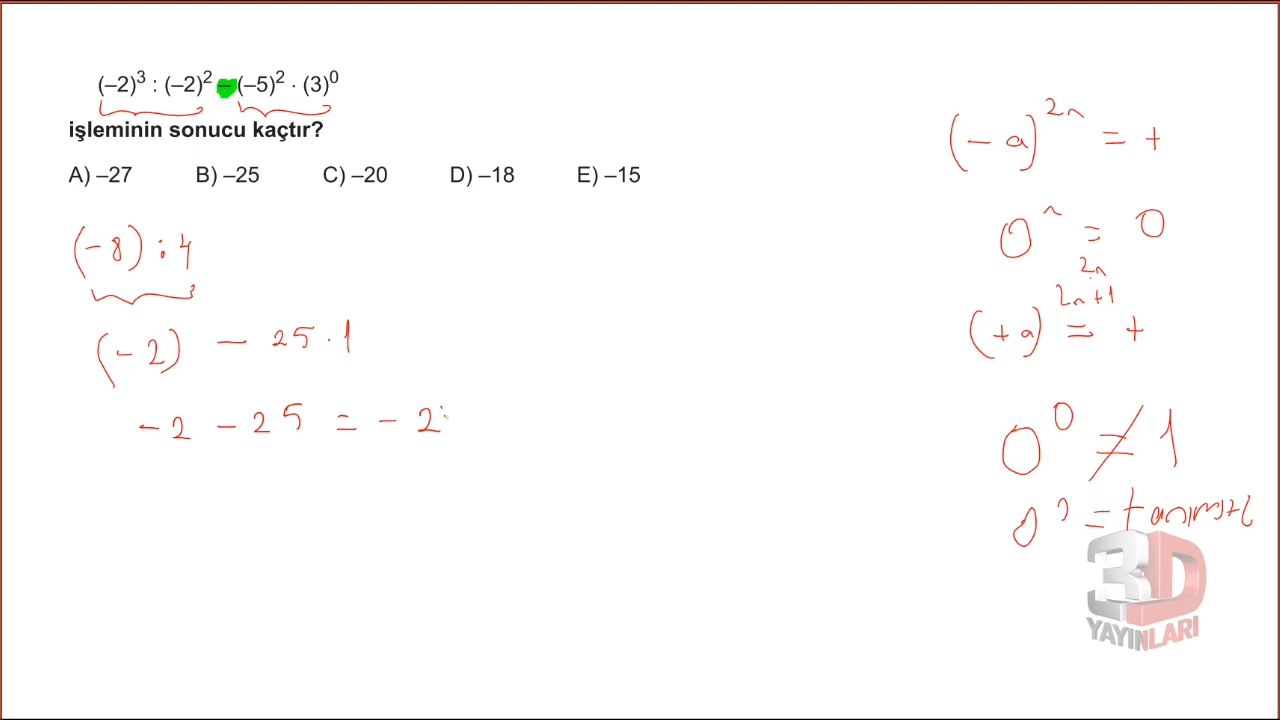 (–2)³ : (–2)² – (–5)² · (3)⁰
işleminin sonucu kaçtır?
A) –27 B) –25 C) –20 D) –18 E) –15
(-8) : 4
(-2) - 25 . 1
-2 - 25 = - 2
(-a)²ⁿ = +
0ⁿ = 0
2n
(+a)²ⁿ⁺¹ = +
0⁰ ≠ 1
0⁰ = tanımsız
3D
YAYINLARI